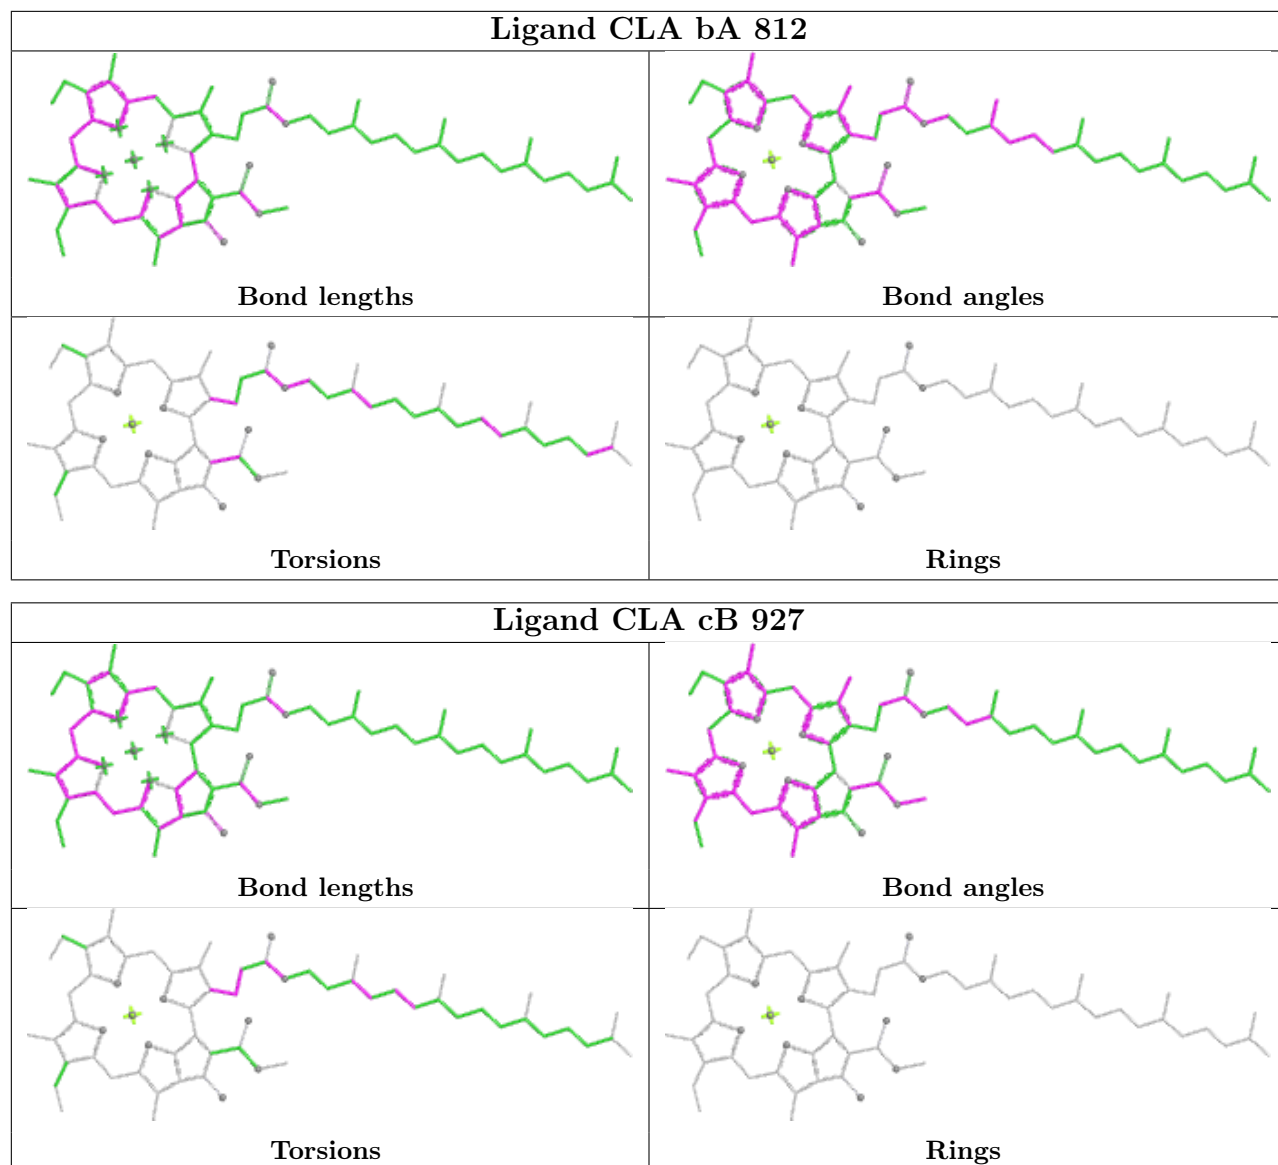 Ligand CLA bA 812
Bond lengths
Bond angles
Torsions
Rings
Ligand CLA cB 927
Bond lengths
Bond angles
Torsions
Rings